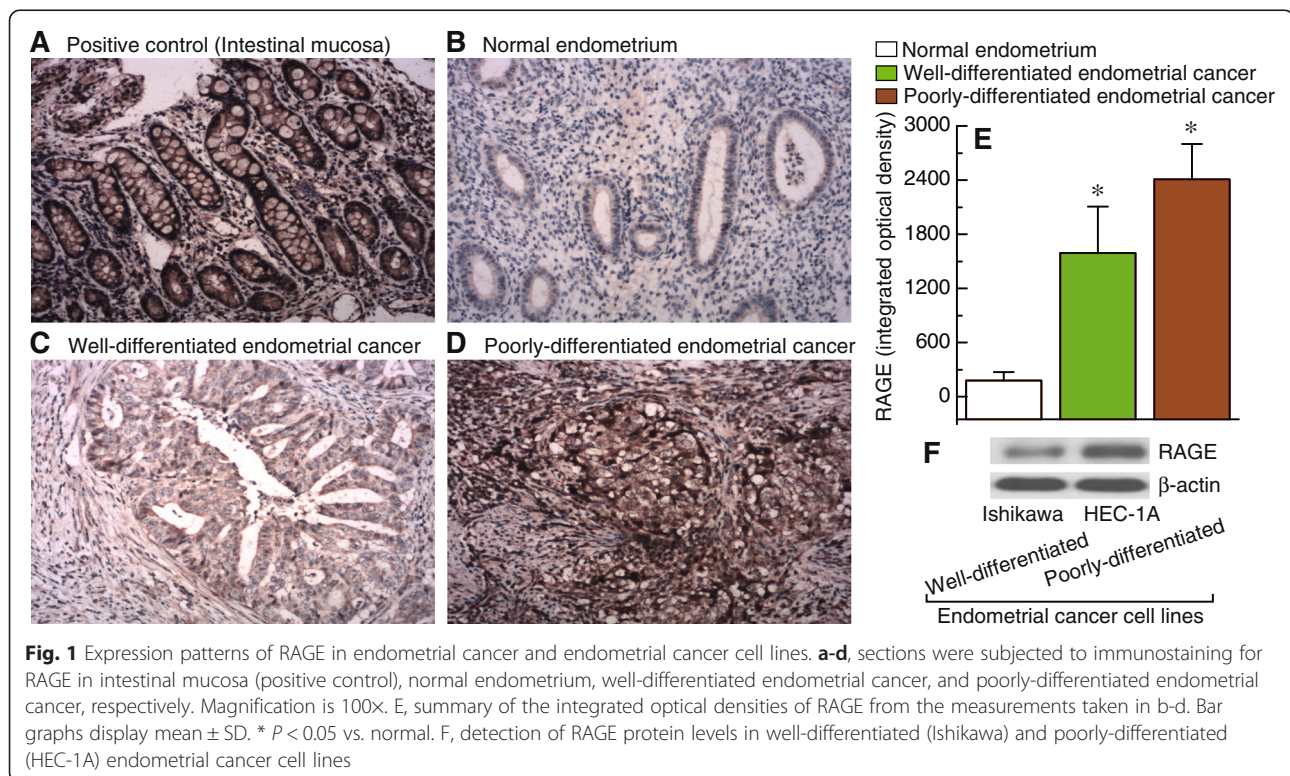 A Positive control (Intestinal mucosa)
B Normal endometrium
C Well-differentiated endometrial cancer
D Poorly-differentiated endometrial cancer
Normal endometrium
Well-differentiated endometrial cancer
Poorly-differentiated endometrial cancer
E
RAGE (integrated optical density)
3000
2400
1800
1200
600
0
*
*
F
RAGE
β-actin
Ishikawa HEC-1A
Well-differentiated Poorly-differentiated
Endometrial cancer cell lines
Fig. 1 Expression patterns of RAGE in endometrial cancer and endometrial cancer cell lines. a-d, sections were subjected to immunostaining for
RAGE in intestinal mucosa (positive control), normal endometrium, well-differentiated endometrial cancer, and poorly-differentiated endometrial
cancer, respectively. Magnification is 100×. E, summary of the integrated optical densities of RAGE from the measurements taken in b-d. Bar
graphs display mean ± SD. * P < 0.05 vs. normal. F, detection of RAGE protein levels in well-differentiated (Ishikawa) and poorly-differentiated
(HEC-1A) endometrial cancer cell lines